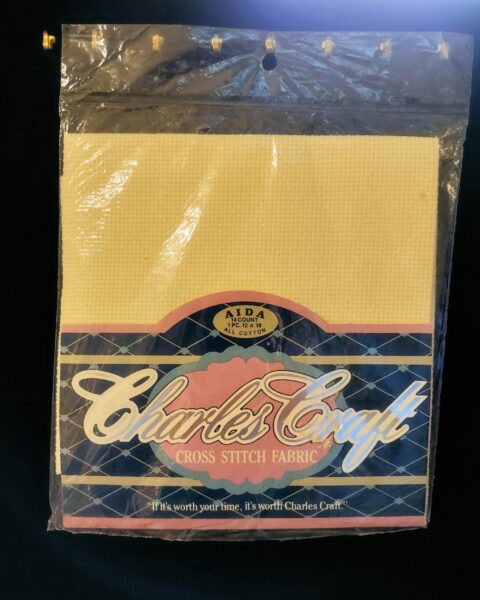 AIDA
14 COUNT
1 PC. 12 x 18
ALL COTTON
Charles Craft
CROSS STITCH FABRIC
"If it's worth your time, it's worth Charles Craft."